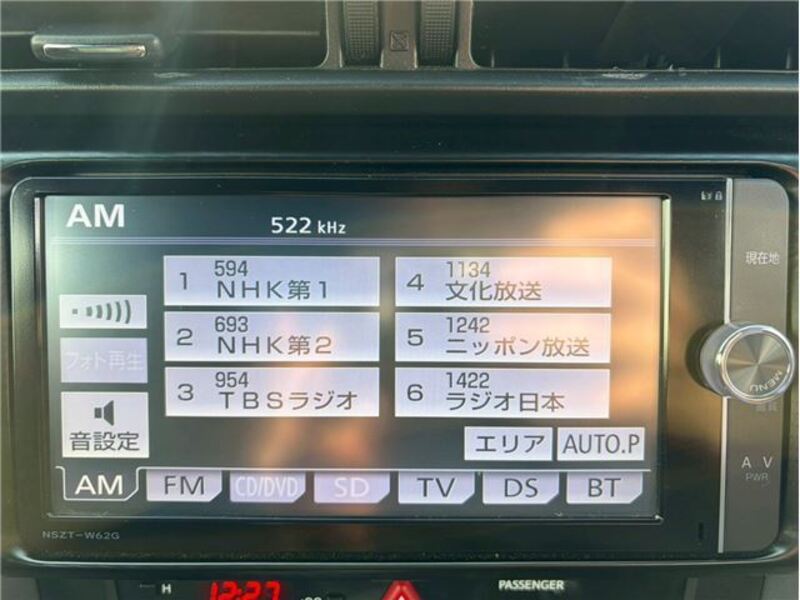 AM
522 kHz
1 594 NHK第1
4 1134 文化放送
2 693 NHK第2
5 1242 ニッポン放送
3 954 TBSラジオ
6 1422 ラジオ日本
フォト再生
音設定
エリア AUTO.P
AM FM CD/DVD SD TV DS BT
NSZT-W62G
現在地
MENU
AV
PWR
H 12:27 PASSENGER